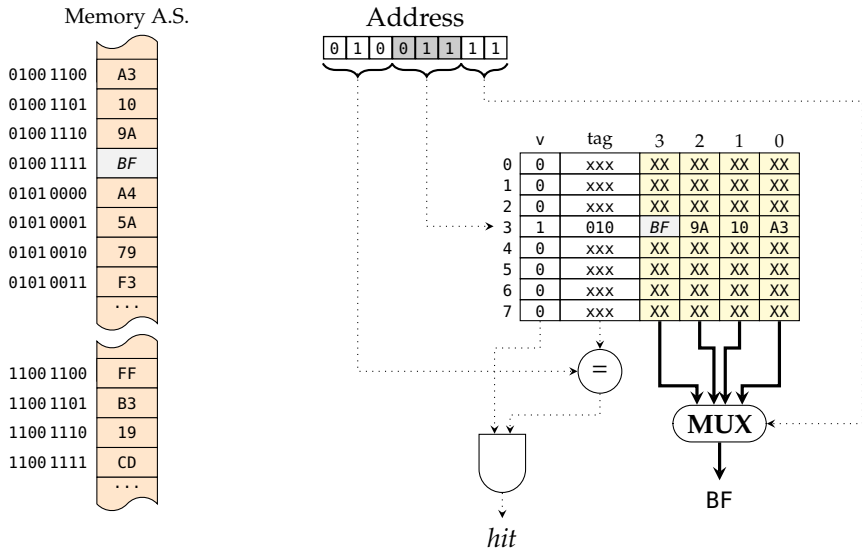 Memory A.S.
0100 1100 A3
0100 1101 10
0100 1110 9A
0100 1111 BF
0101 0000 A4
0101 0001 5A
0101 0010 79
0101 0011 F3
...
1100 1100 FF
1100 1101 B3
1100 1110 19
1100 1111 CD
...
Address
0 1 0 0 1 1 1 1
v tag 3 2 1 0
0 0 xxx XX XX XX XX
1 0 xxx XX XX XX XX
2 0 xxx XX XX XX XX
3 1 010 BF 9A 10 A3
4 0 xxx XX XX XX XX
5 0 xxx XX XX XX XX
6 0 xxx XX XX XX XX
7 0 xxx XX XX XX XX
=
MUX
BF
hit